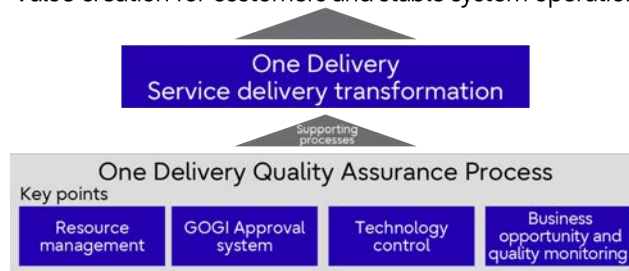 value creation for customers and stable system operation
One Delivery
Service delivery transformation
Supporting
processes
One Delivery Quality Assurance Process
Key points
Resource
management
GOGI Approval
system
Technology
control
Business
opportunity and
quality monitoring